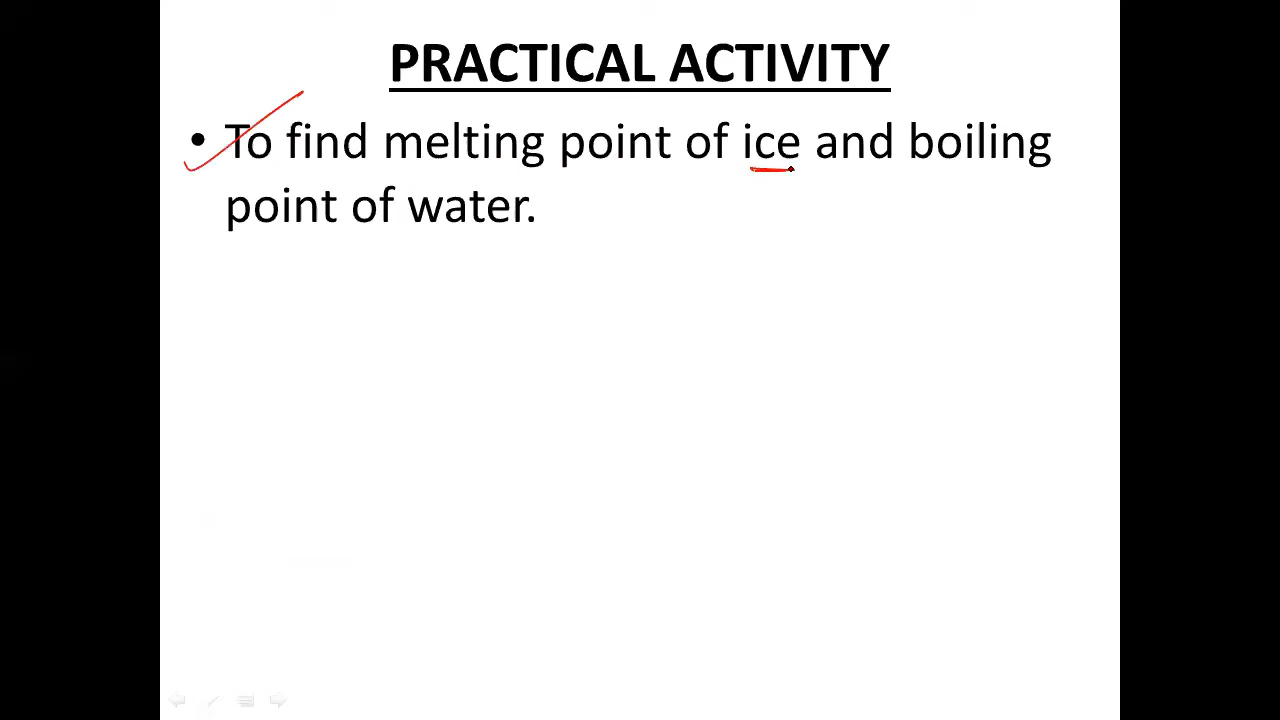 PRACTICAL ACTIVITY
• To find melting point of ice and boiling
point of water.